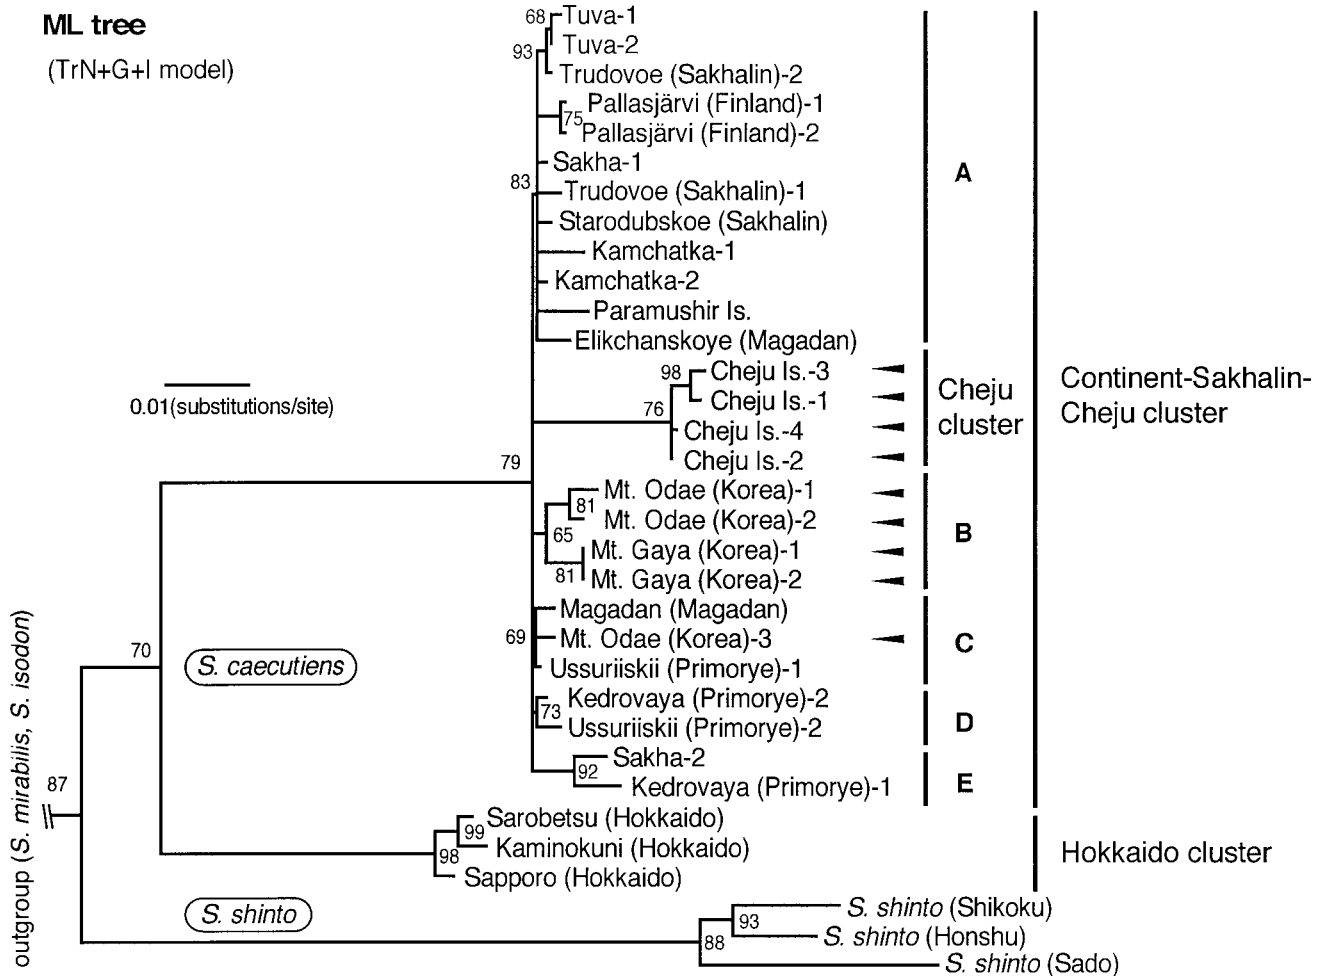 ML tree
(TrN+G+I model)
68
Tuva-1
93
Tuva-2
Trudovoe (Sakhalin)-2
75
Pallasjärvi (Finland)-1
Pallasjärvi (Finland)-2
Sakha-1
83
Trudovoe (Sakhalin)-1
Starodubskoe (Sakhalin)
Kamchatka-1
Kamchatka-2
Paramushir Is.
Elikchanskoye (Magadan)
A
0.01(substitutions/site)
98
Cheju Is.-3
Cheju Is.-1
76
Cheju Is.-4
Cheju Is.-2
Cheju
cluster
Continent-Sakhalin-
Cheju cluster
79
Mt. Odae (Korea)-1
81
Mt. Odae (Korea)-2
65
Mt. Gaya (Korea)-1
81
Mt. Gaya (Korea)-2
B
Magadan (Magadan)
69
Mt. Odae (Korea)-3
Ussuriiskii (Primorye)-1
C
70
S. caecutiens
Kedrovaya (Primorye)-2
73
Ussuriiskii (Primorye)-2
D
Sakha-2
92
Kedrovaya (Primorye)-1
E
87
outgroup (S. mirabilis, S. isodon)
Sarobetsu (Hokkaido)
99
Kaminokuni (Hokkaido)
98
Sapporo (Hokkaido)
Hokkaido cluster
S. shinto
S. shinto (Shikoku)
93
S. shinto (Honshu)
88
S. shinto (Sado)